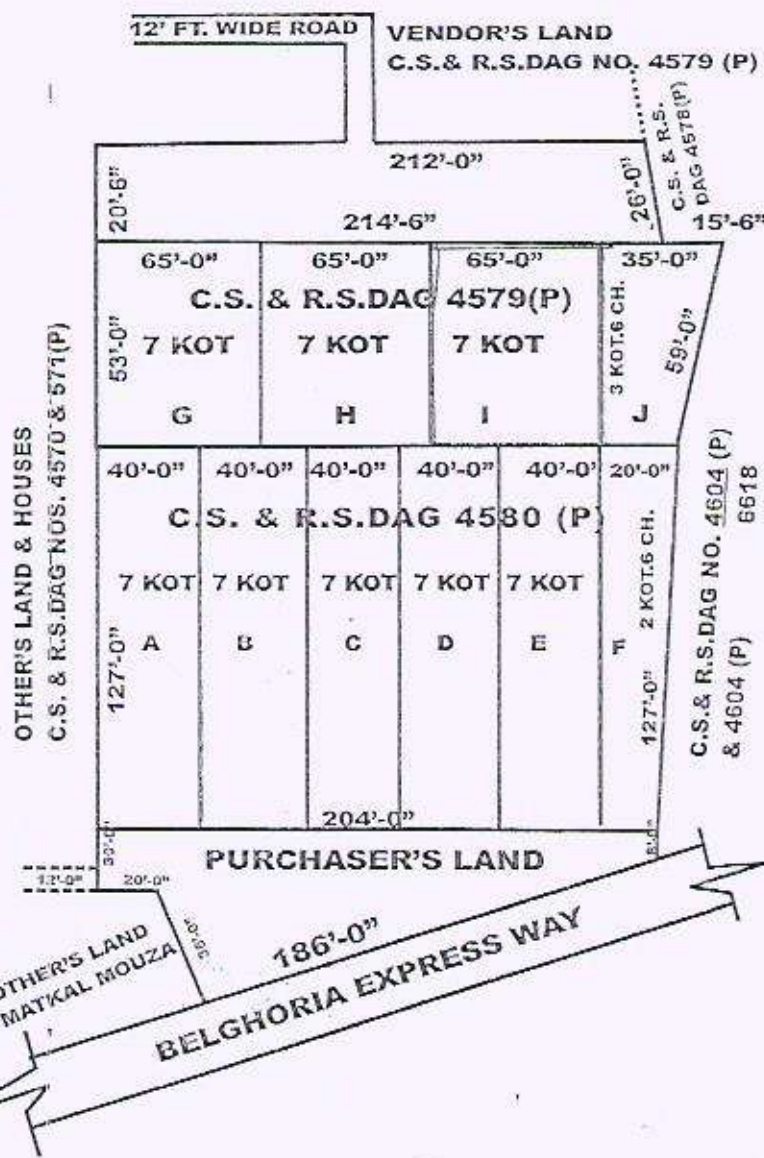 12' FT. WIDE ROAD
VENDOR'S LAND
C.S.& R.S.DAG NO. 4579 (P)
C.S. & R.S.
DAG 4578(P)
212'-0"
20'-6"
26'-0"
214'-6"
15'-6"
65'-0" 65'-0" 65'-0" 35'-0"
C.S. & R.S.DAG 4579(P)
53'-0"
7 KOT 7 KOT 7 KOT
3 KOT.6 CH.
59'-0"
G H I J
OTHER'S LAND & HOUSES
C.S. & R.S.DAG NOS. 4570 & 571(P)
40'-0" 40'-0" 40'-0" 40'-0" 40'-0' 20'-0"
C.S. & R.S.DAG 4580 (P)
7 KOT 7 KOT 7 KOT 7 KOT 7 KOT
2 KOT.6 CH.
A B C D E F
127'-0"
127'-0"
C.S.& R.S.DAG NO. 4604 (P)
6618
& 4604 (P)
204'-0"
PURCHASER'S LAND
12'-0" 20'-0"
186'-0"
OTHER'S LAND
MATKAL MOUZA
BELGHORIA EXPRESS WAY